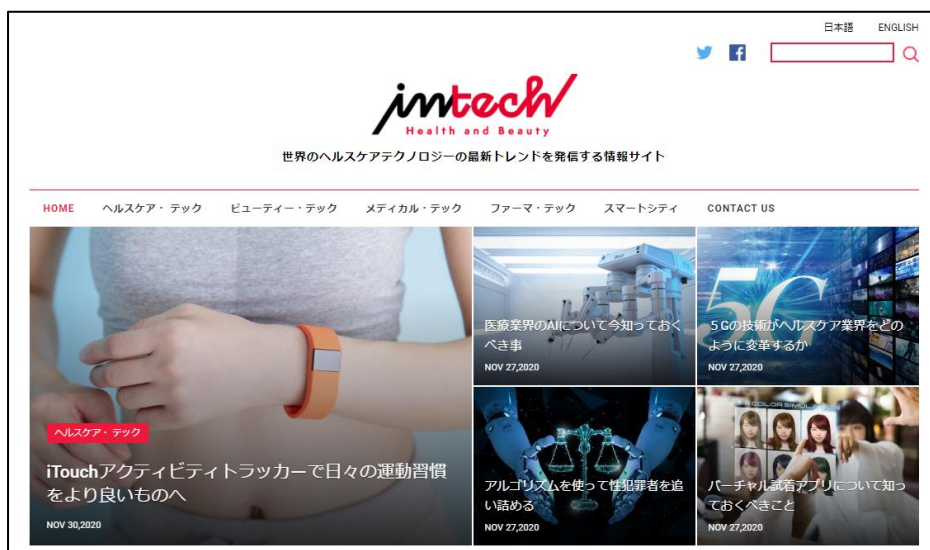 日本語 ENGLISH
intech
Health and Beauty
世界のヘルスケアテクノロジーの最新トレンドを発信する情報サイト
HOME ヘルスケア・ テック ビューティー・テック メディカル・テック ファーマ・テック スマートシティ CONTACT US
ヘルスケア・ テック
iTouchアクティビティトラッカーで日々の運動習慣
をより良いものへ
NOV 30,2020
医療業界のAIについて今知っておく
べき事
NOV 27,2020
5G
5Gの技術がヘルスケア業界をどの
ように変革するか
NOV 27,2020
アルゴリズムを使って性犯罪者を追
い詰める
NOV 27,2020
COLOR SIMULATION
バーチャル試着アプリについて知っ
ておくべきこと
NOV 27,2020